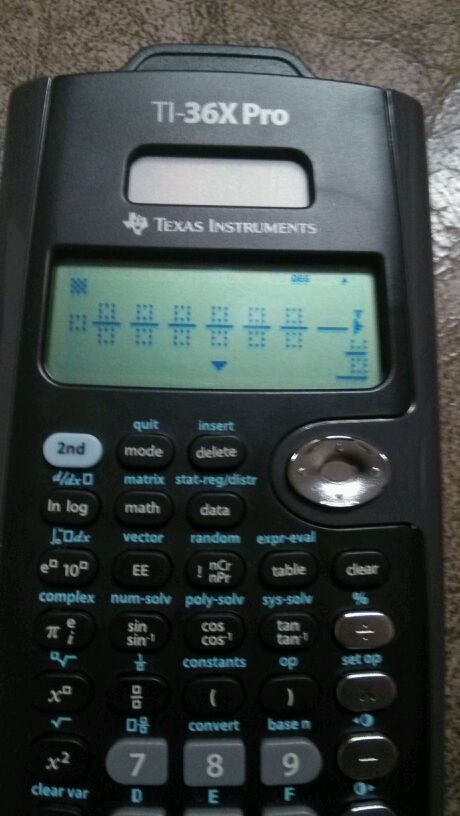 TI-36X Pro
TEXAS INSTRUMENTS
DEG
quit insert
2nd mode delete
d/dx□ matrix stat-reg/distr
ln log math data
∫□dx vector random expr-eval
e□ 10□ EE ! nCr nPr table clear
complex num-solv poly-solv sys-solv %
π e i sin sin-1 cos cos-1 tan tan-1 ÷
□√ 1/□ constants op set op
x□ □/□ ( ) ×
√ □□/□ convert base n
x² 7 8 9 −
clear var D E F